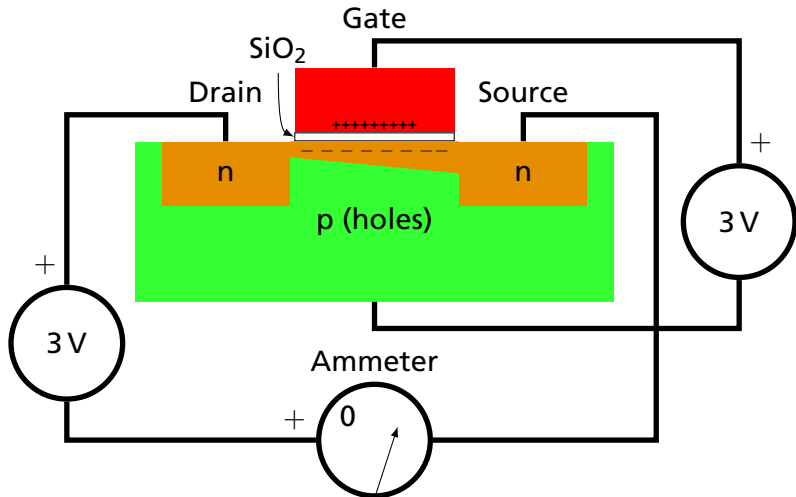 Gate
SiO₂
Drain
Source
+++++++++
n
n
p (holes)
+
3 V
+
3 V
Ammeter
+
0